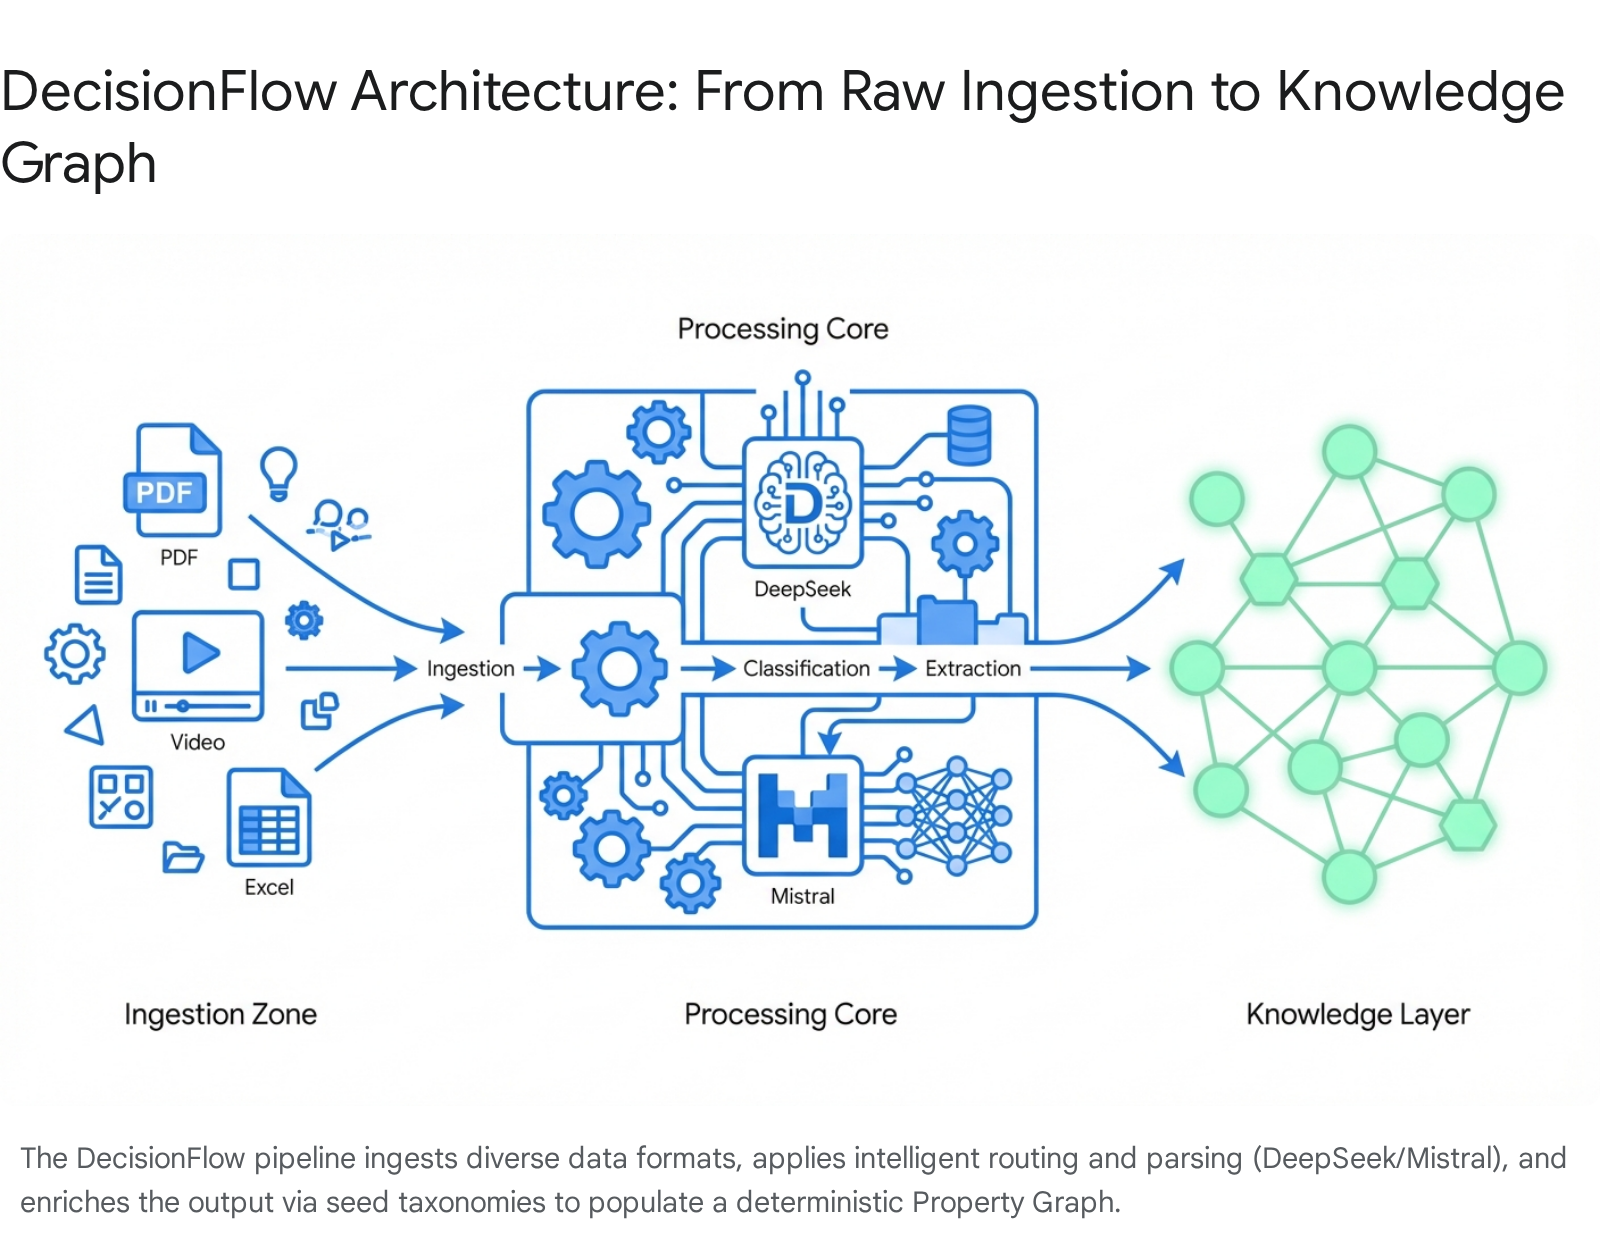 DecisionFlow Architecture: From Raw Ingestion to Knowledge
Graph
Processing Core
PDF
PDF
Video
Excel
D
DeepSeek
Ingestion
Classification
Extraction
Mistral
Ingestion Zone
Processing Core
Knowledge Layer
The DecisionFlow pipeline ingests diverse data formats, applies intelligent routing and parsing (DeepSeek/Mistral), and
enriches the output via seed taxonomies to populate a deterministic Property Graph.